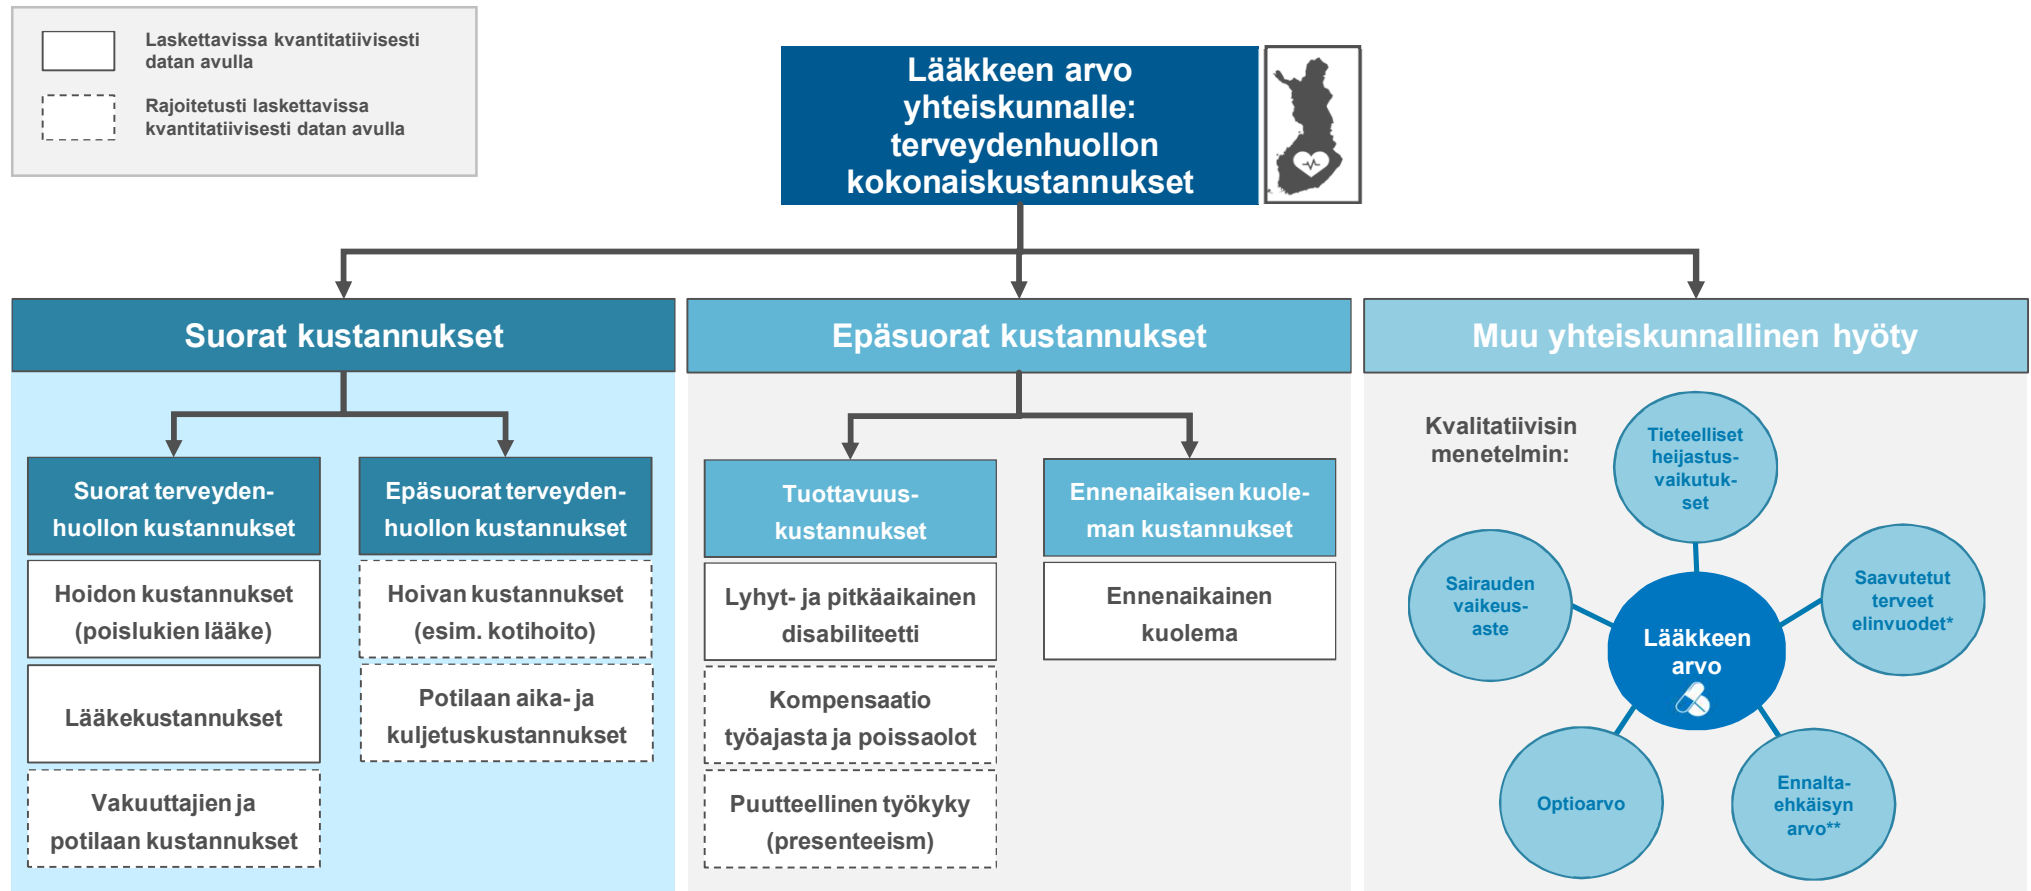 Laskettavissa kvantitatiivisesti
datan avulla
Rajoitetusti laskettavissa
kvantitatiivisesti datan avulla
Lääkkeen arvo
yhteiskunnalle:
terveydenhuollon
kokonaiskustannukset
Suorat kustannukset
Suorat terveyden-
huollon kustannukset
Hoidon kustannukset
(poislukien lääke)
Lääkekustannukset
Vakuuttajien ja
potilaan kustannukset
Epäsuorat terveyden-
huollon kustannukset
Hoivan kustannukset
(esim. kotihoito)
Potilaan aika- ja
kuljetuskustannukset
Epäsuorat kustannukset
Tuottavuus-
kustannukset
Lyhyt- ja pitkäaikainen
disabiliteetti
Kompensaatio
työajasta ja poissaolot
Puutteellinen työkyky
(presenteeism)
Ennenaikaisen kuole-
man kustannukset
Ennenaikainen
kuolema
Muu yhteiskunnallinen hyöty
Kvalitatiivisin
menetelmin:
Tieteelliset
heijastus-
vaikutuk-
set
Sairauden
vaikeus-
aste
Saavutetut
terveet
elinvuodet*
Lääkkeen
arvo
Optioarvo
Ennalta-
ehkäisyn
arvo**